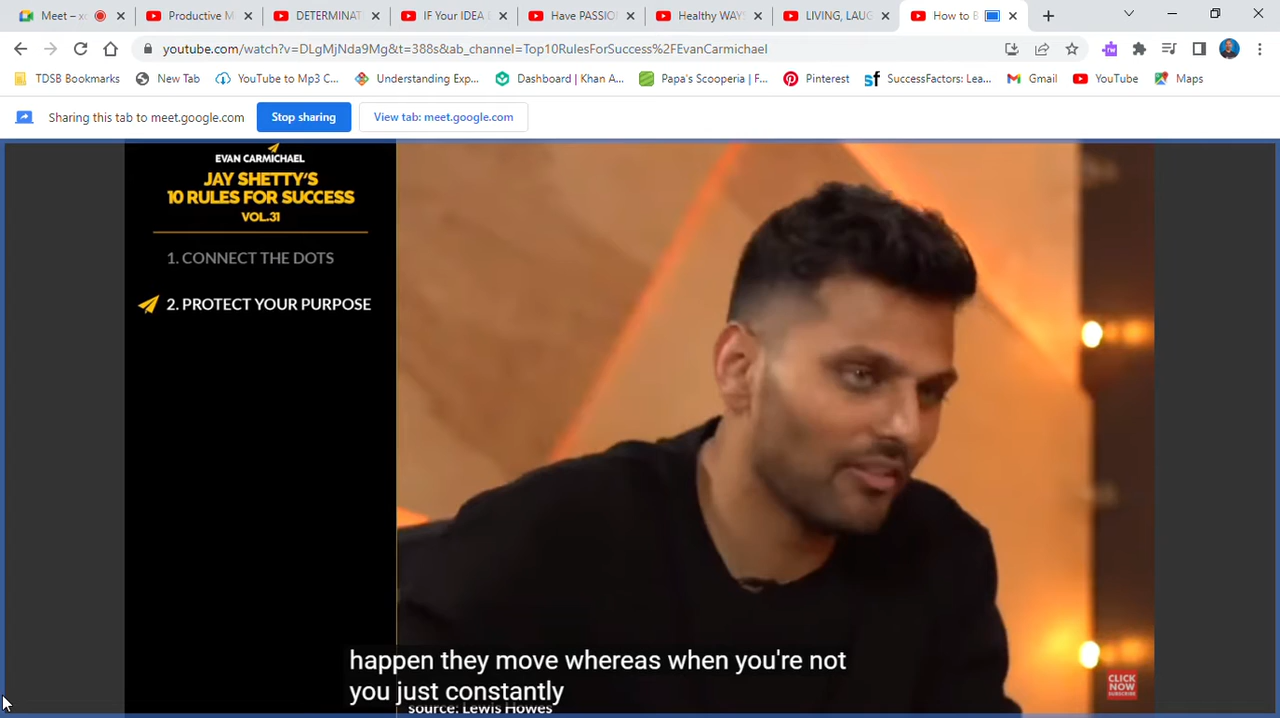 Meet – xc
Productive M
DETERMINAT
IF Your IDEA
Have PASSIO
Healthy WAY
LIVING, LAUG
How to B
youtube.com/watch?v=DLgMjNda9Mg&t=388s&ab_channel=Top10RulesForSuccess%2FEvanCarmichael
TDSB Bookmarks
New Tab
YouTube to Mp3 C...
Understanding Exp...
Dashboard | Khan A...
Papa's Scooperia | F...
Pinterest
SuccessFactors: Lea...
Gmail
YouTube
Maps
Sharing this tab to meet.google.com
Stop sharing
View tab: meet.google.com
EVAN CARMICHAEL
JAY SHETTY'S
10 RULES FOR SUCCESS
VOL.31
1. CONNECT THE DOTS
2. PROTECT YOUR PURPOSE
happen they move whereas when you're not
you just constantly
source: Lewis Howes
CLICK
NOW
SUBSCRIBE